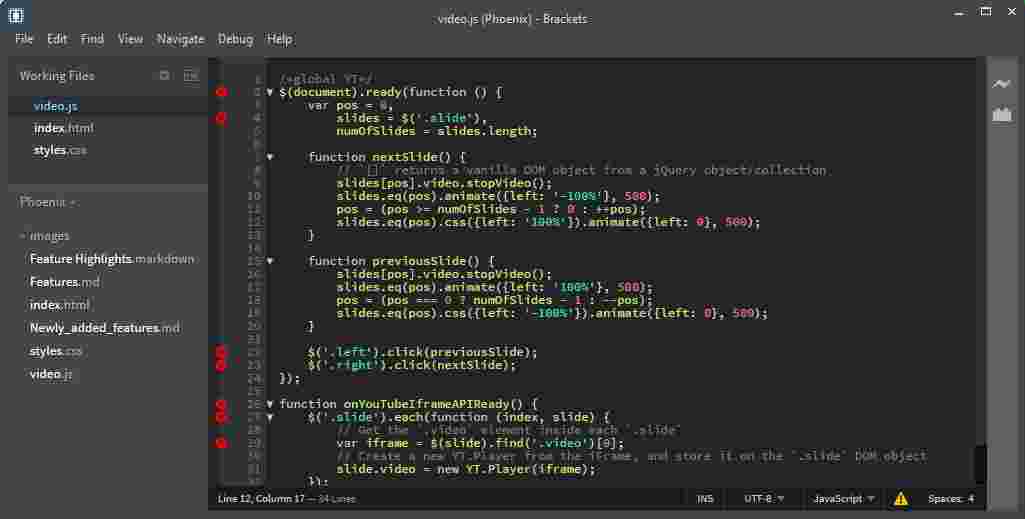 video.js (Phoenix) - Brackets
File Edit Find View Navigate Debug Help
Working Files
video.js
index.html
styles.css
Phoenix
images
Feature Highlights.markdown
Features.md
index.html
Newly_added_features.md
styles.css
video.js
1 /*global YT*/
2 $(document).ready(function () {
3 var pos = 0,
4 slides = $('.slide'),
5 numOfSlides = slides.length;
6
7 function nextSlide() {
8 // `[]` returns a vanilla DOM object from a jQuery object/collection
9 slides[pos].video.stopVideo();
10 slides.eq(pos).animate({left: '-100%'}, 500);
11 pos = (pos >= numOfSlides - 1 ? 0 : ++pos);
12 slides.eq(pos).css({left: '100%'}).animate({left: 0}, 500);
13 }
14
15 function previousSlide() {
16 slides[pos].video.stopVideo();
17 slides.eq(pos).animate({left: '100%'}, 500);
18 pos = (pos === 0 ? numOfSlides - 1 : --pos);
19 slides.eq(pos).css({left: '-100%'}).animate({left: 0}, 500);
20 }
21
22 $('.left').click(previousSlide);
23 $('.right').click(nextSlide);
24 });
25
26 function onYouTubeIframeAPIReady() {
27 $('.slide').each(function (index, slide) {
28 // Get the `.video` element inside each `.slide`
29 var iframe = $(slide).find('.video')[0];
30 // Create a new YT.Player from the iFrame, and store it on the `.slide` DOM object
31 slide.video = new YT.Player(iframe);
32 });
Line 12, Column 17 — 34 Lines INS UTF-8 JavaScript Spaces: 4